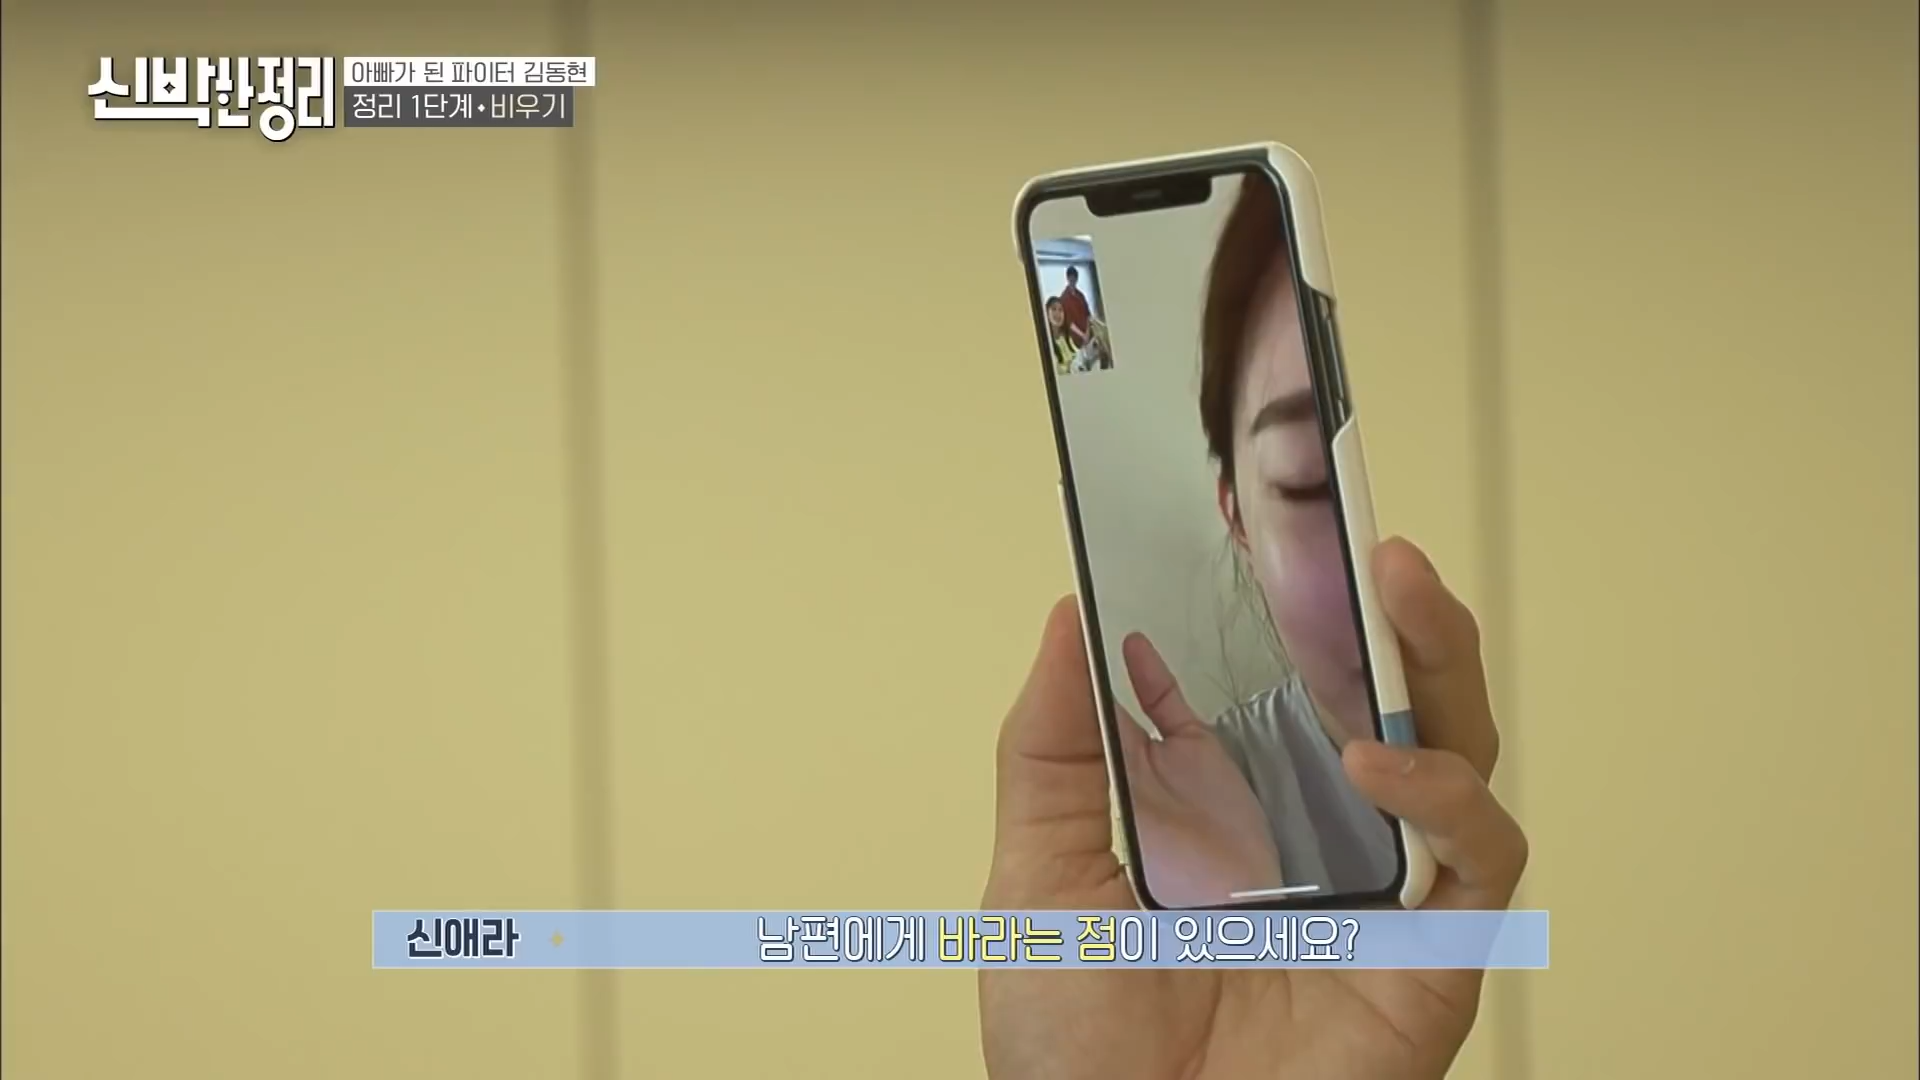 신박한정리
아빠가 된 파이터 김동현
정리 1단계·비우기
신애라 남편에게 바라는 점이 있으세요?